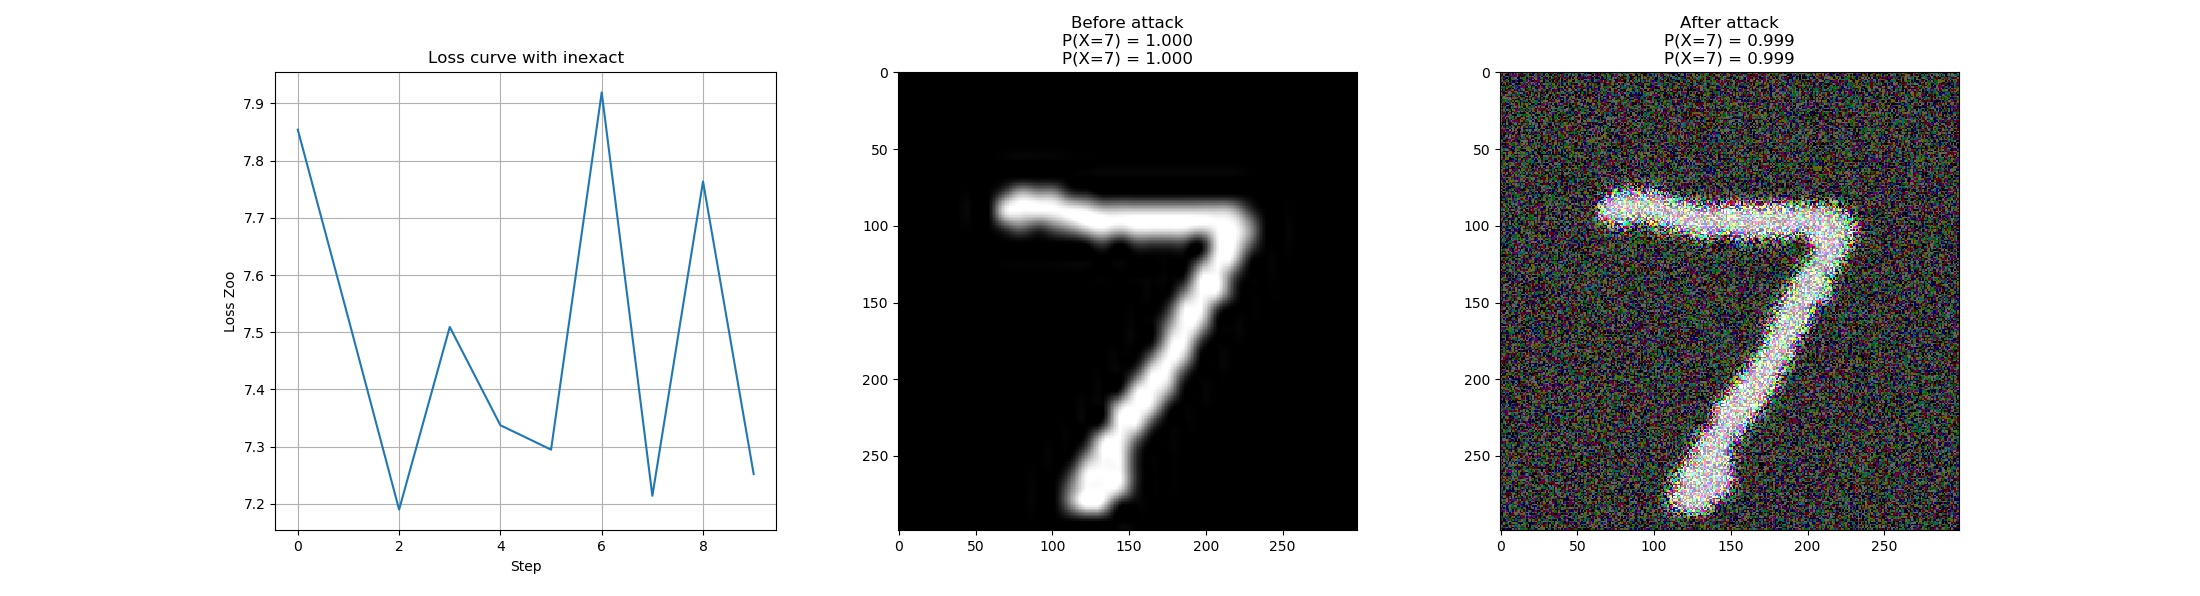 Loss curve with inexact
7.9
7.8
7.7
7.6
7.5
7.4
7.3
7.2
Loss Zoo
0 2 4 6 8
Step
Before attack
P(X=7) = 1.000
P(X=7) = 1.000
0
50
100
150
200
250
0 50 100 150 200 250
7
After attack
P(X=7) = 0.999
P(X=7) = 0.999
0
50
100
150
200
250
0 50 100 150 200 250
7